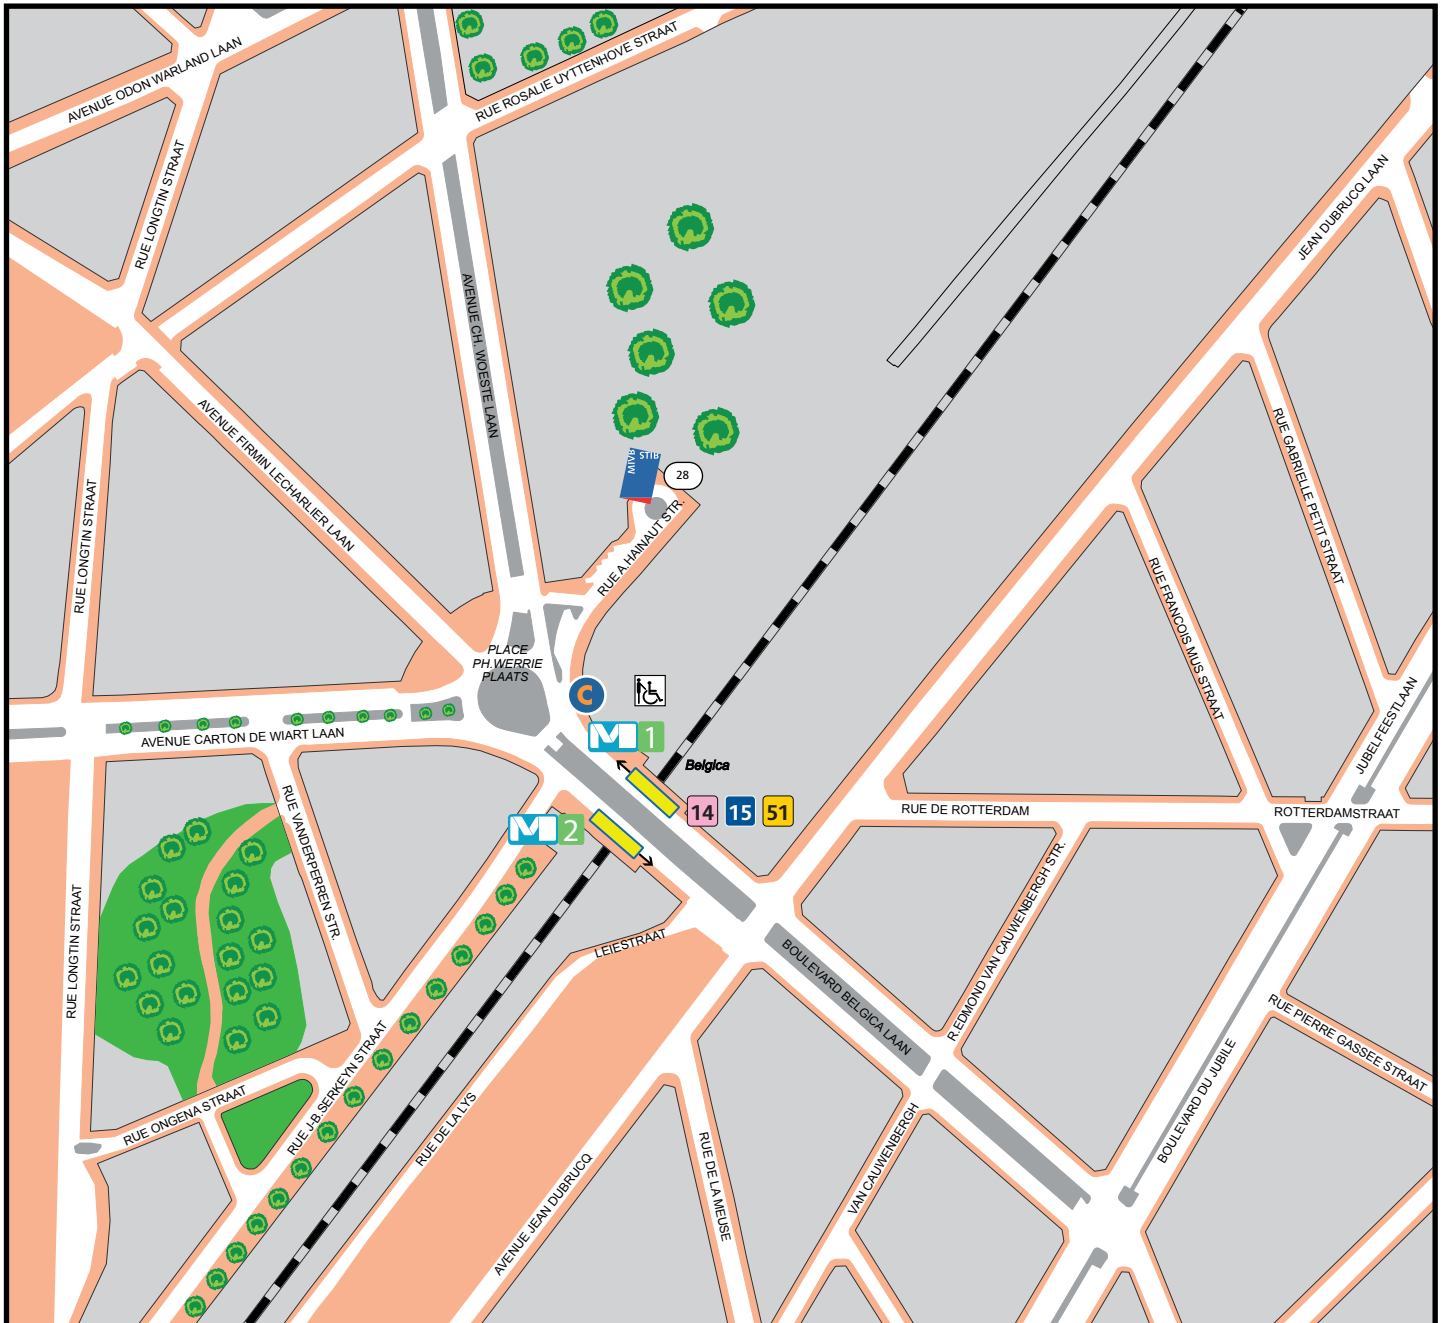 AVENUE ODON WARLAND LAAN
RUE ROSALIE UYTTENHOVE STRAAT
RUE LONGTIN STRAAT
JEAN DUBRUCQ LAAN
AVENUE CH. WOESTE LAAN
AVENUE FIRMIN LECHARLIER LAAN
MIVB
STIB
28
RUE A.HAINAUT STR.
RUE LONGTIN STRAAT
RUE GABRIELLE PETIT STRAAT
RUE FRANCOIS MUS STRAAT
PLACE
PH.WERRIE
PLAATS
C
M 1
Belgica
14 15 51
M 2
AVENUE CARTON DE WIART LAAN
JUBELFEESTLAAN
RUE DE ROTTERDAM
ROTTERDAMSTRAAT
RUE VANDERPERREN STR.
RUE LONGTIN STRAAT
LEIESTRAAT
BOULEVARD BELGICA LAAN
R.EDMOND VAN CAUWENBERGH STR.
RUE PIERRE GASSEE STRAAT
BOULEVARD DU JUBILE
RUE ONGENA STRAAT
RUE J-B.SERKEYN STRAAT
RUE DE LA LYS
AVENUE JEAN DUBRUCQ
RUE DE LA MEUSE
VAN CAUWENBERGH